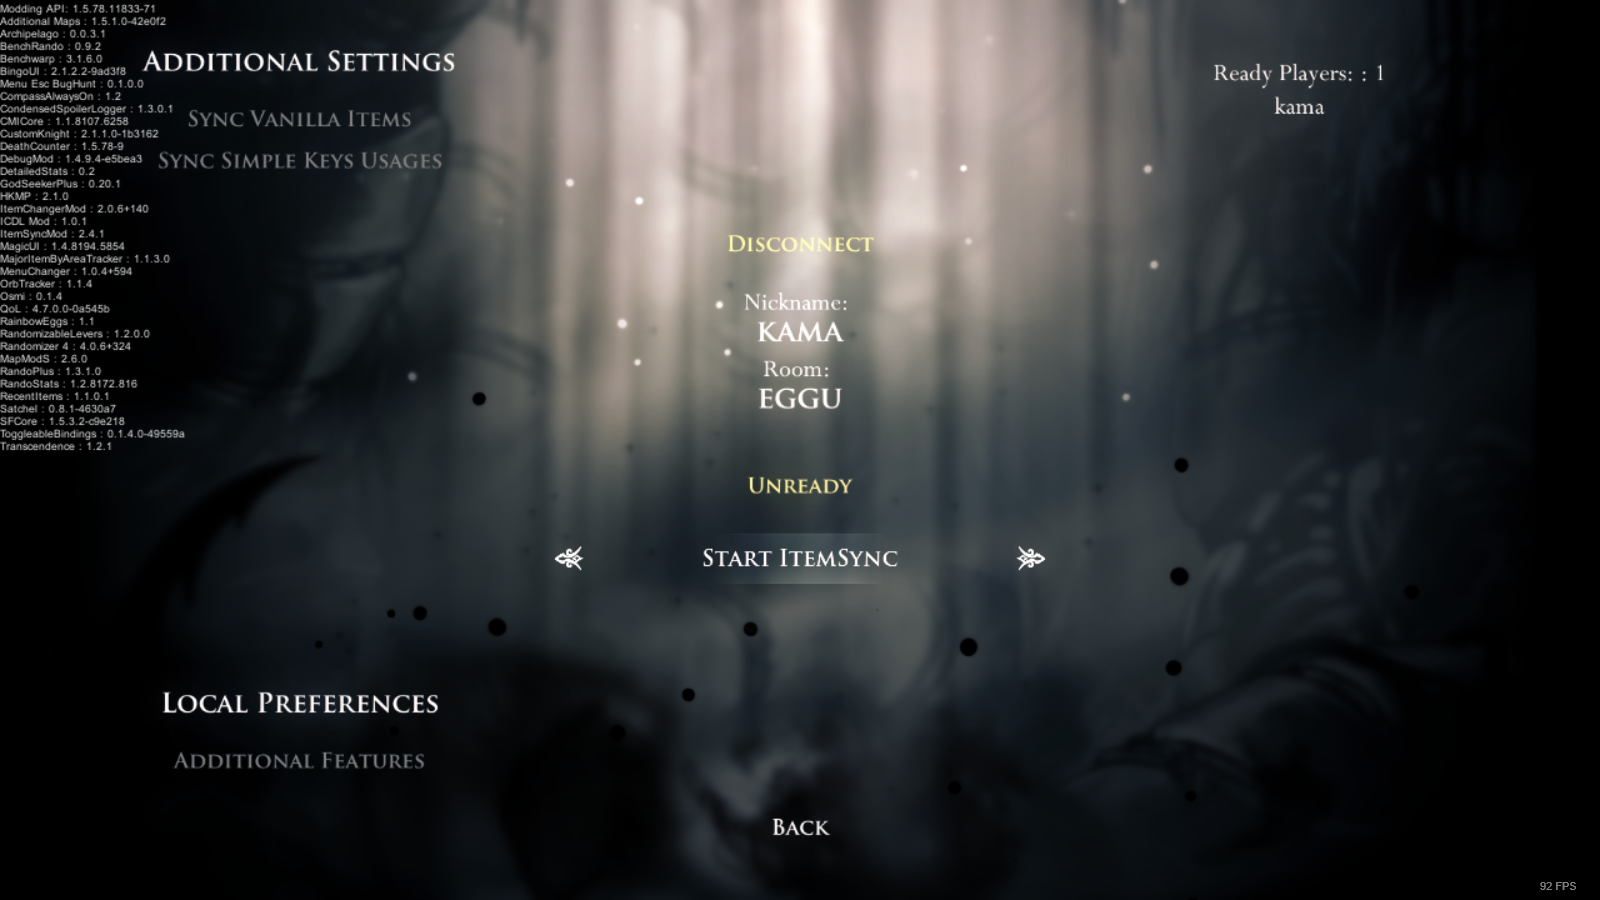 Modding API: 1.5.78.11833-71
Additional Maps : 1.5.1.0-42e0f2
Archipelago : 0.0.3.1
BenchRando : 0.9.2
Benchwarp : 3.1.6.0
BingoUI : 2.1.2.2-9ad3f8
Menu Esc BugHunt : 0.1.0.0
CompassAlwaysOn : 1.2
CondensedSpoilerLogger : 1.3.0.1
CMICore : 1.1.8107.6258
CustomKnight : 2.1.1.0-1b3162
DeathCounter : 1.5.78-9
DebugMod : 1.4.9.4-e5bea3
DetailedStats : 0.2
GodSeekerPlus : 0.20.1
HKMP : 2.1.0
ItemChangerMod : 2.0.6+140
ICDL Mod : 1.0.1
ItemSyncMod : 2.4.1
MagicUI : 1.4.8194.5854
MajorItemByAreaTracker : 1.1.3.0
MenuChanger : 1.0.4+594
OrbTracker : 1.1.4
Osmi : 0.1.4
QoL : 4.7.0.0-0a545b
RainbowEggs : 1.1
RandomizableLevers : 1.2.0.0
Randomizer 4 : 4.0.6+324
MapModS : 2.6.0
RandoPlus : 1.3.1.0
RandoStats : 1.2.8172.816
RecentItems : 1.1.0.1
Satchel : 0.8.1-4630a7
SFCore : 1.5.3.2-c9e218
ToggleableBindings : 0.1.4.0-49559a
Transcendence : 1.2.1
Additional Settings
Sync Vanilla Items
Sync Simple Keys Usages
Ready Players: : 1
kama
Disconnect
Nickname:
KAMA
Room:
EGGU
Unready
Start ItemSync
Local Preferences
Additional Features
Back
92 FPS